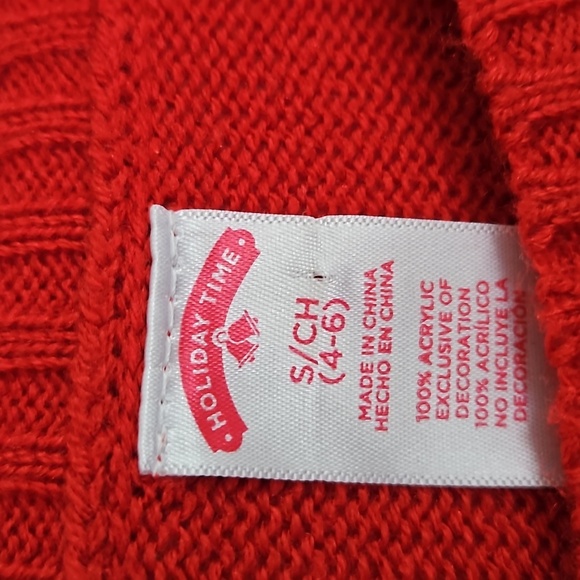 · HOLIDAY TIME ·
S/CH
(4-6)
MADE IN CHINA
HECHO EN CHINA
100% ACRYLIC
EXCLUSIVE OF
DECORATION
100% ACRÍLICO
NO INCLUYE LA
DECORACIÓN